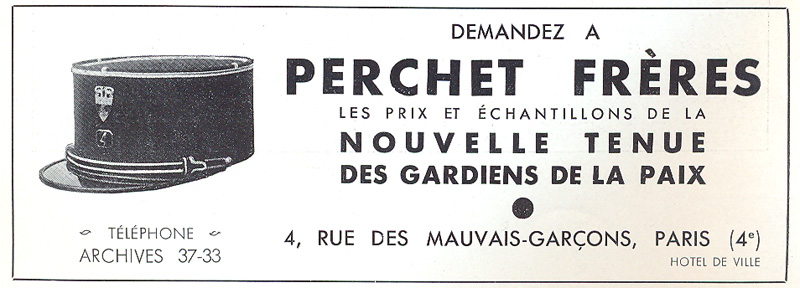 DEMANDEZ A
PERCHET FRÈRES
LES PRIX ET ÉCHANTILLONS DE LA
NOUVELLE TENUE
DES GARDIENS DE LA PAIX
TÉLÉPHONE
ARCHIVES 37-33
4, RUE DES MAUVAIS-GARÇONS, PARIS (4e)
HOTEL DE VILLE
4